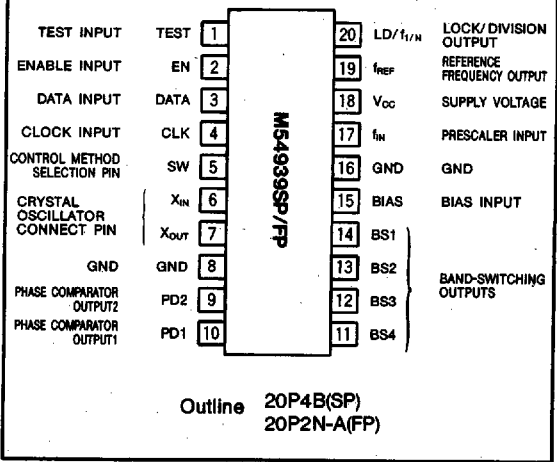 TEST INPUT TEST 1
ENABLE INPUT EN 2
DATA INPUT DATA 3
CLOCK INPUT CLK 4
CONTROL METHOD
SELECTION PIN SW 5
CRYSTAL
OSCILLATOR
CONNECT PIN
XIN 6
XOUT 7
GND GND 8
PHASE COMPARATOR
OUTPUT2 PD2 9
PHASE COMPARATOR
OUTPUT1 PD1 10
M54939SP/FP
20 LD/f1/N LOCK/DIVISION
OUTPUT
19 fREF REFERENCE
FREQUENCY OUTPUT
18 VCC SUPPLY VOLTAGE
17 fIN PRESCALER INPUT
16 GND GND
15 BIAS BIAS INPUT
14 BS1
13 BS2
12 BS3
11 BS4
BAND-SWITCHING
OUTPUTS
Outline 20P4B(SP)
20P2N-A(FP)